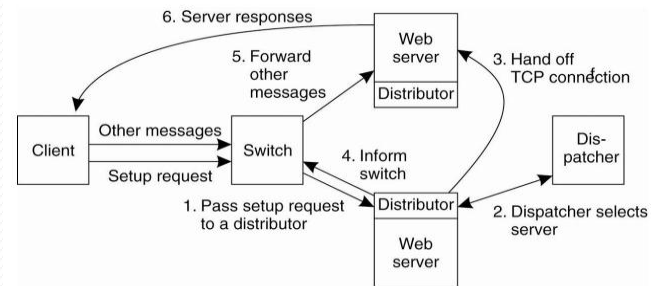 6. Server responses
Web
server
Distributor
5. Forward
other
messages
3. Hand off
TCP connection
Client
Other messages
Setup request
Switch
4. Inform
switch
Dis-
patcher
1. Pass setup request
to a distributor
Distributor
Web
server
2. Dispatcher selects
server